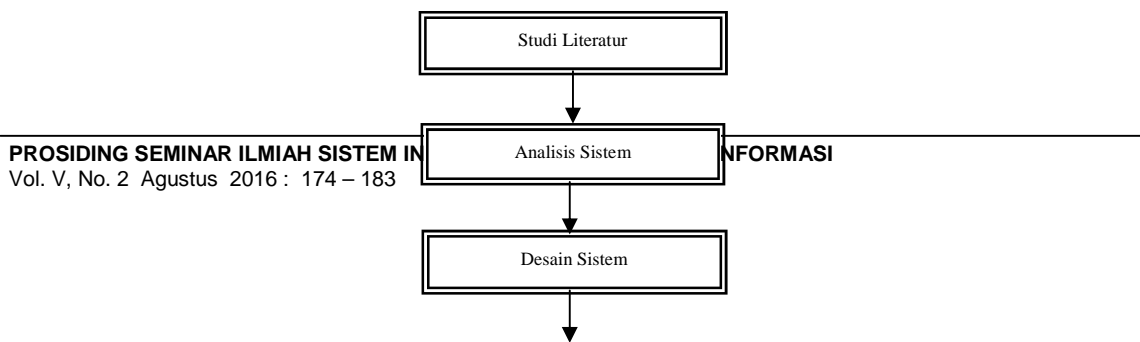 Studi Literatur
PROSIDING SEMINAR ILMIAH SISTEM IN Analisis Sistem NFORMASI
Vol. V, No. 2 Agustus 2016 : 174 – 183
Desain Sistem